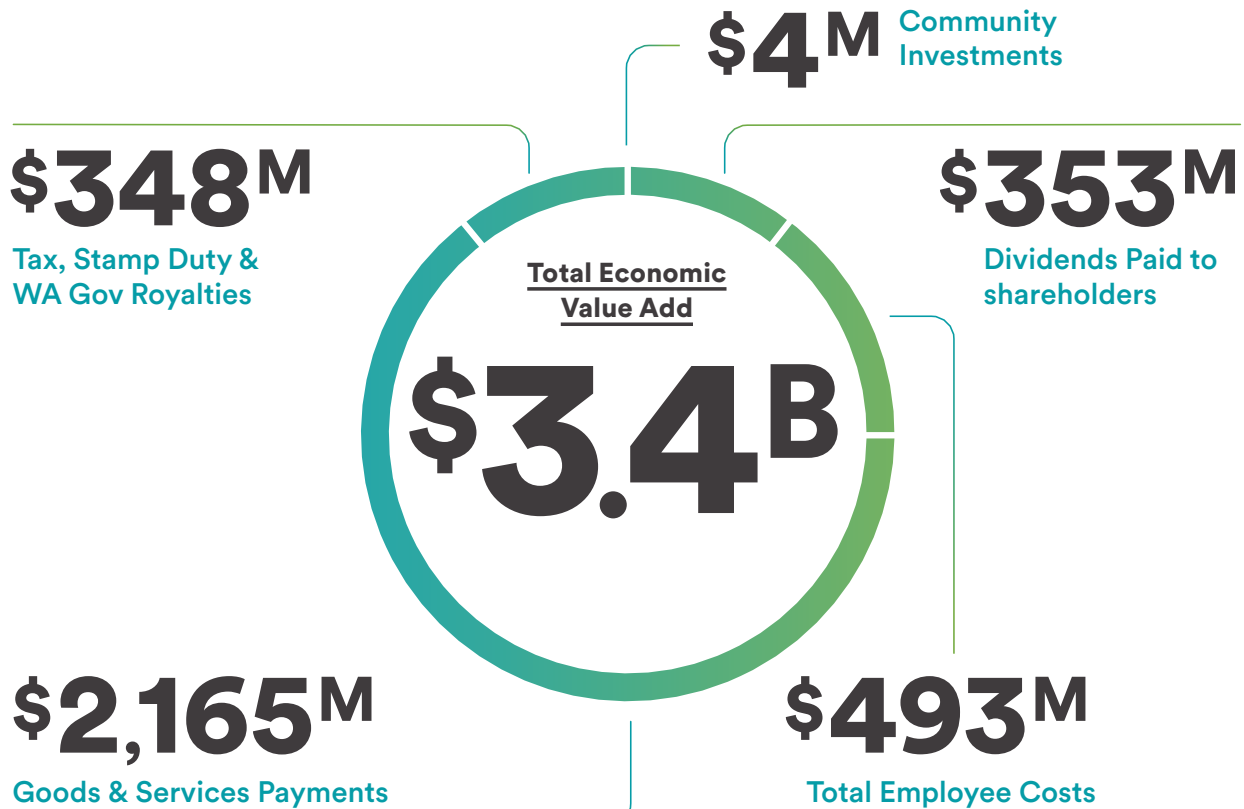 $4M
Community
Investments
$348M
Tax, Stamp Duty &
WA Gov Royalties
$353M
Dividends Paid to
shareholders
Total Economic
Value Add
$3.4B
$2,165M
Goods & Services Payments
$493M
Total Employee Costs